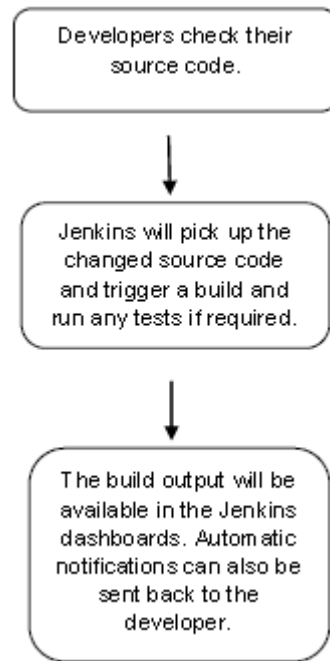 Developers check their
source code.
Jenkins will pick up the
changed source code
and trigger a build and
run any tests if required.
The build output will be
available in the Jenkins
dashboards. Automatic
notifications can also be
sent back to the
developer.